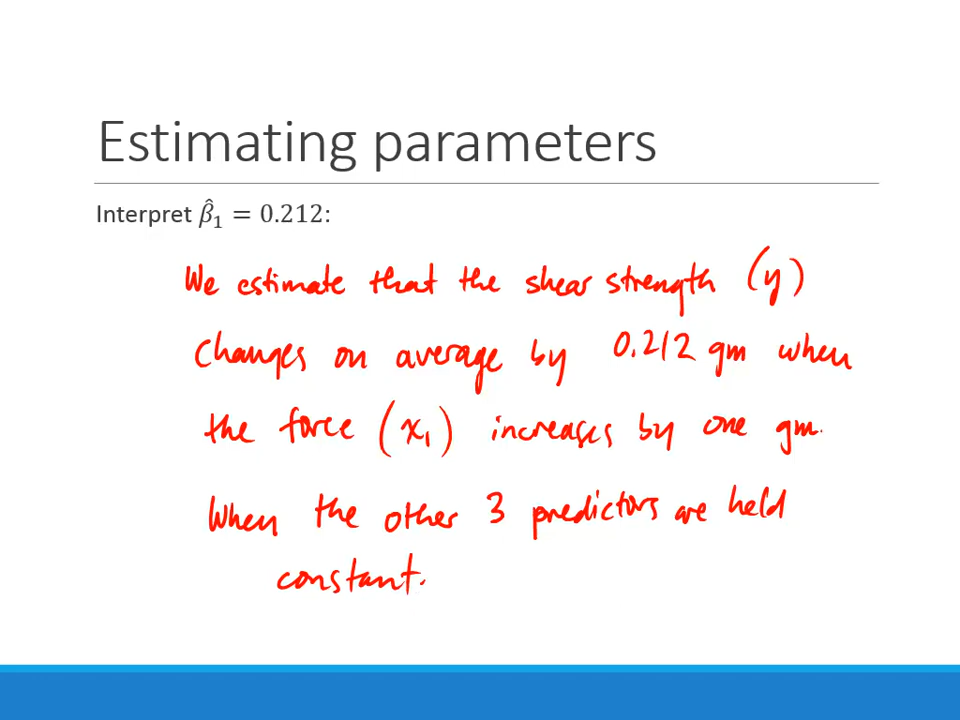 Estimating parameters
Interpret β̂₁ = 0.212:
We estimate that the shear strength (y)
changes on average by 0.212 gm when
the force (x₁) increases by one gm.
When the other 3 predictors are held
constant.